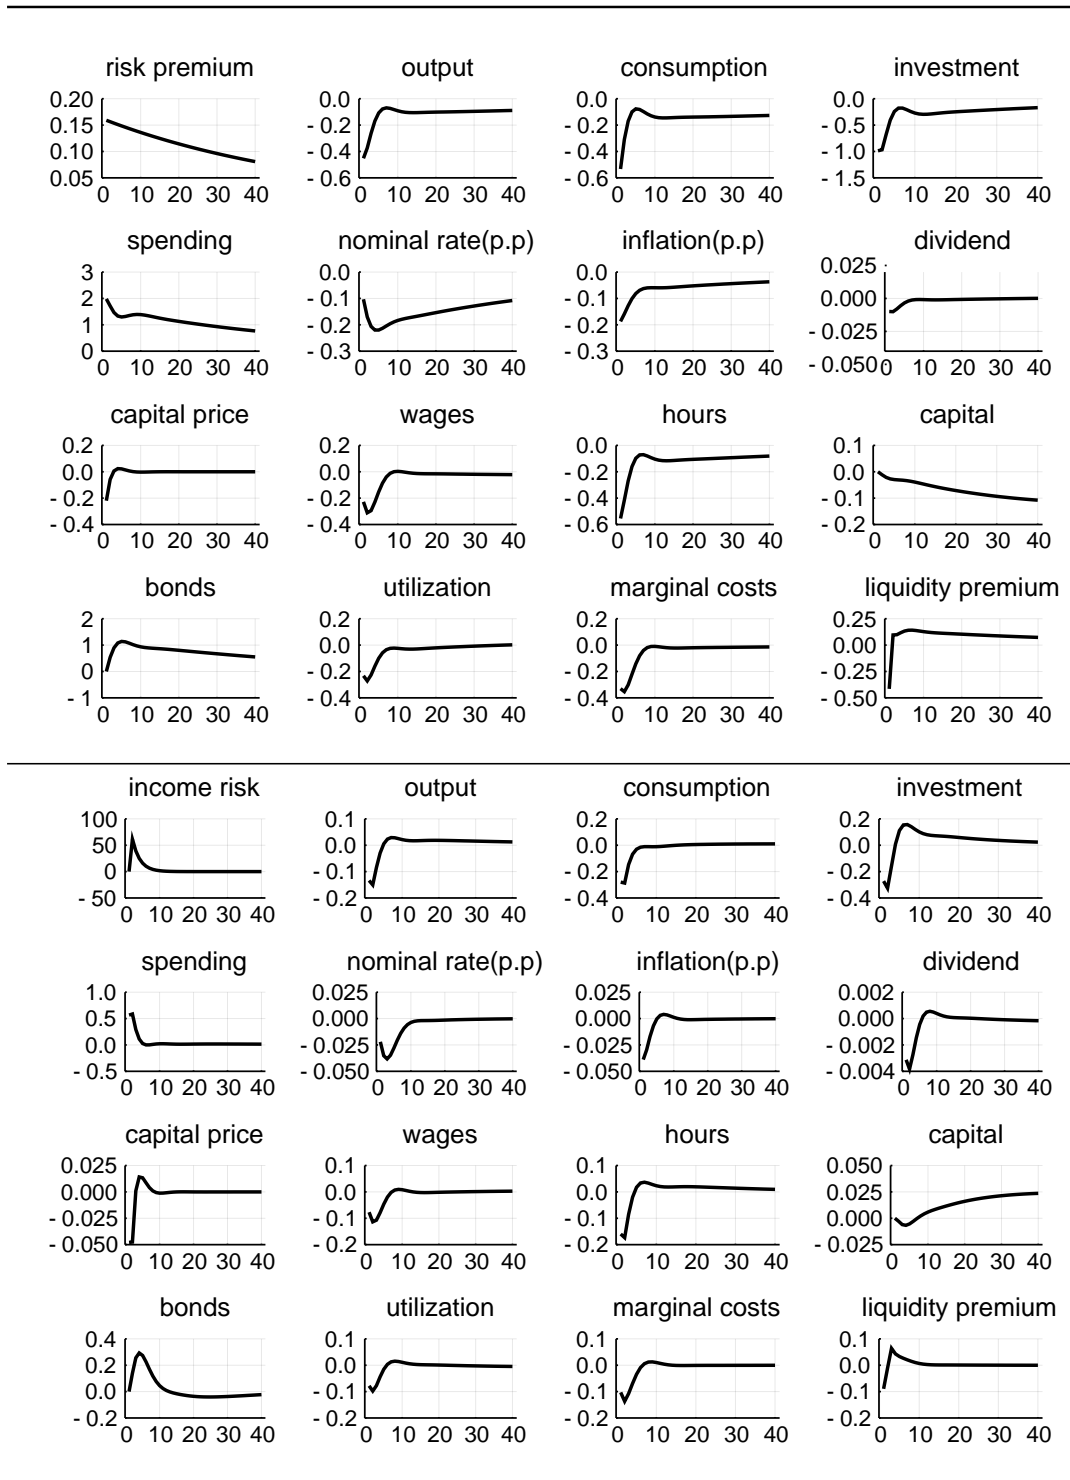 risk premium output consumption investment
0.20 0.0 0.0 0.0
0.15 - 0.2 - 0.2 - 0.5
0.10 - 0.4 - 0.4 - 1.0
0.05 - 0.6 - 0.6 - 1.5
0 10 20 30 40 0 10 20 30 40 0 10 20 30 40 0 10 20 30 40
spending nominal rate(p.p) inflation(p.p) dividend
3 0.0 0.0 0.025
2 - 0.1 - 0.1 0.000
1 - 0.2 - 0.2 - 0.025
0 - 0.3 - 0.3 - 0.050
0 10 20 30 40 0 10 20 30 40 0 10 20 30 40 0 10 20 30 40
capital price wages hours capital
0.2 0.2 0.0 0.1
0.0 0.0 - 0.2 0.0
- 0.2 - 0.2 - 0.4 - 0.1
- 0.4 - 0.4 - 0.6 - 0.2
0 10 20 30 40 0 10 20 30 40 0 10 20 30 40 0 10 20 30 40
bonds utilization marginal costs liquidity premium
2 0.2 0.2 0.25
1 0.0 0.0 0.00
0 - 0.2 - 0.2 - 0.25
- 1 - 0.4 - 0.4 - 0.50
0 10 20 30 40 0 10 20 30 40 0 10 20 30 40 0 10 20 30 40
income risk output consumption investment
100 0.1 0.2 0.2
50 0.0 0.0 0.0
0 - 0.1 - 0.2 - 0.2
- 50 - 0.2 - 0.4 - 0.4
0 10 20 30 40 0 10 20 30 40 0 10 20 30 40 0 10 20 30 40
spending nominal rate(p.p) inflation(p.p) dividend
1.0 0.025 0.025 0.002
0.5 0.000 0.000 0.000
0.0 - 0.025 - 0.025 - 0.002
- 0.5 - 0.050 - 0.050 - 0.004
0 10 20 30 40 0 10 20 30 40 0 10 20 30 40 0 10 20 30 40
capital price wages hours capital
0.025 0.1 0.1 0.050
0.000 0.0 0.0 0.025
- 0.025 - 0.1 - 0.1 0.000
- 0.050 - 0.2 - 0.2 - 0.025
0 10 20 30 40 0 10 20 30 40 0 10 20 30 40 0 10 20 30 40
bonds utilization marginal costs liquidity premium
0.4 0.1 0.1 0.1
0.2 0.0 0.0 0.0
0.0 - 0.1 - 0.1 - 0.1
- 0.2 - 0.2 - 0.2 - 0.2
0 10 20 30 40 0 10 20 30 40 0 10 20 30 40 0 10 20 30 40